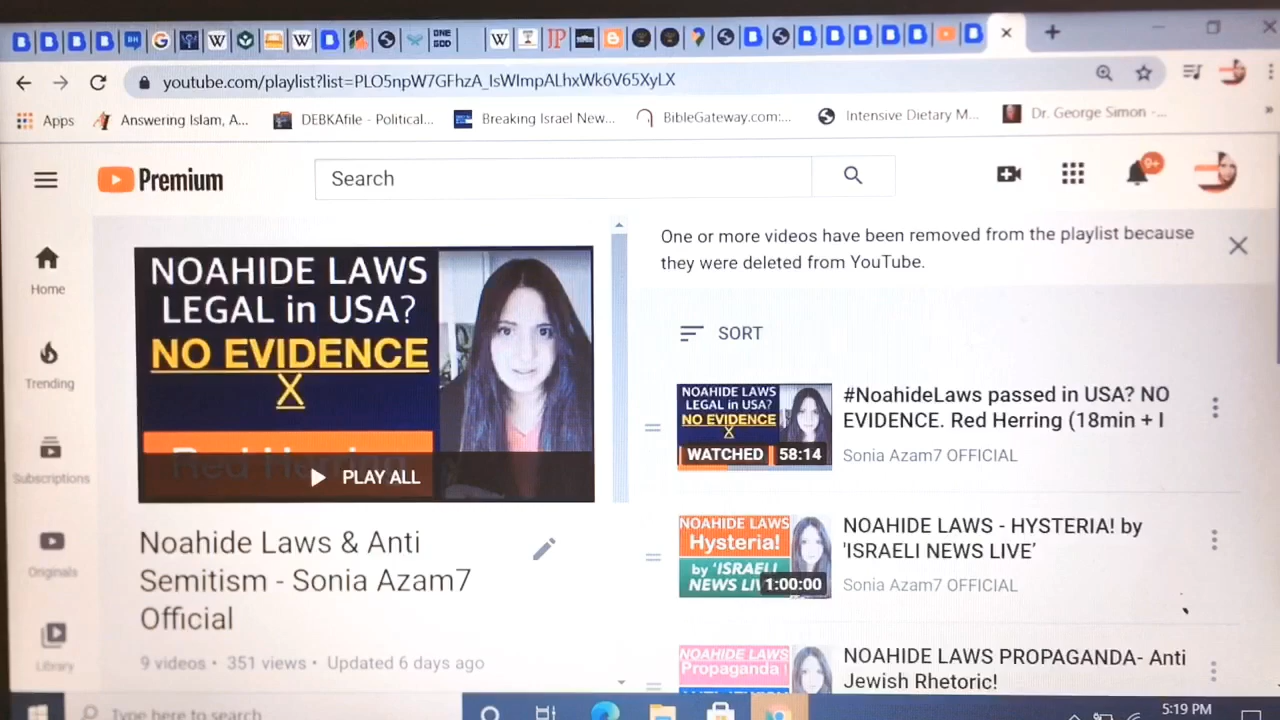 youtube.com/playlist?list=PLO5npW7GFhzA_IsWlmpALhxWk6V65XyLX
Apps
Answering Islam, A...
DEBKAfile - Political...
Breaking Israel New...
BibleGateway.com:...
Intensive Dietary M...
Dr. George Simon -...
Premium
Search
9+
Home
Trending
Subscriptions
Originals
Library
NOAHIDE LAWS
LEGAL in USA?
NO EVIDENCE
X
Red Herring
PLAY ALL
Noahide Laws & Anti
Semitism - Sonia Azam7
Official
9 videos • 351 views • Updated 6 days ago
One or more videos have been removed from the playlist because
they were deleted from YouTube.
SORT
NOAHIDE LAWS
LEGAL in USA?
NO EVIDENCE
X
WATCHED
58:14
#NoahideLaws passed in USA? NO
EVIDENCE. Red Herring (18min + I
Sonia Azam7 OFFICIAL
NOAHIDE LAWS
Hysteria!
by 'ISRAELI
NEWS LIV
1:00:00
NOAHIDE LAWS - HYSTERIA! by
'ISRAELI NEWS LIVE’
Sonia Azam7 OFFICIAL
NOAHIDE LAWS
Propaganda
NOAHIDE LAWS PROPAGANDA- Anti
Jewish Rhetoric!
Type here to search
5:19 PM